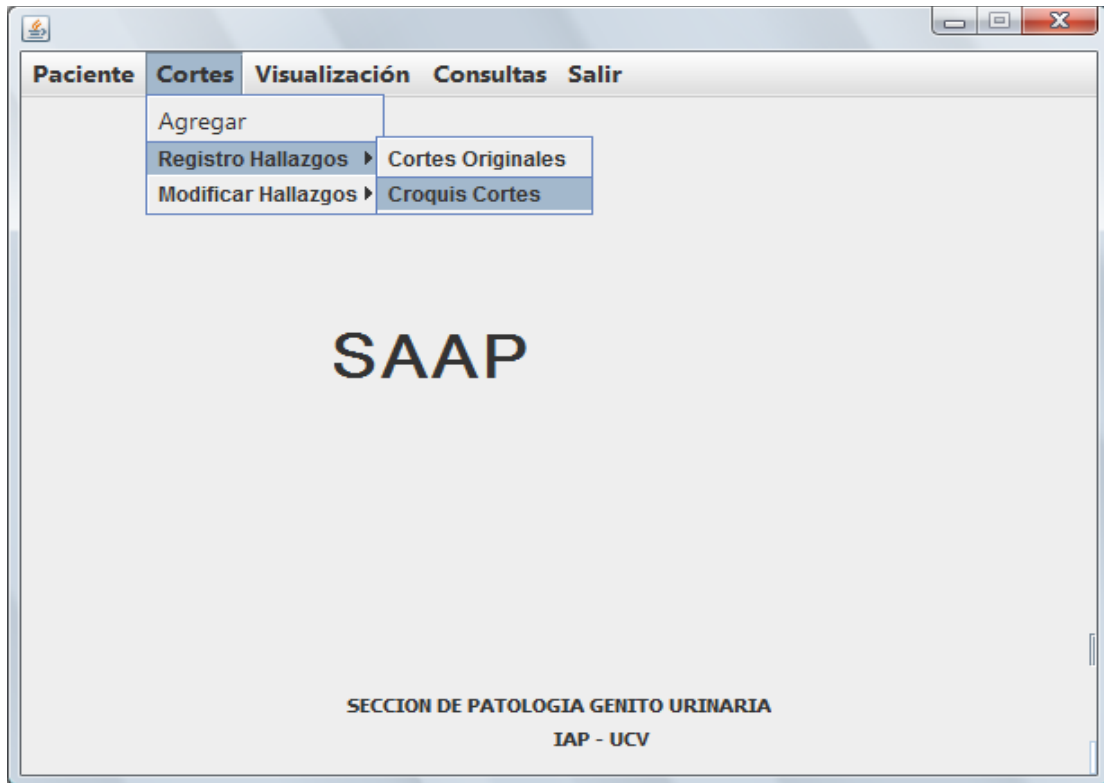 Paciente Cortes Visualización Consultas Salir
Agregar
Registro Hallazgos Cortes Originales
Modificar Hallazgos Croquis Cortes
SAAP
SECCION DE PATOLOGIA GENITO URINARIA
IAP - UCV